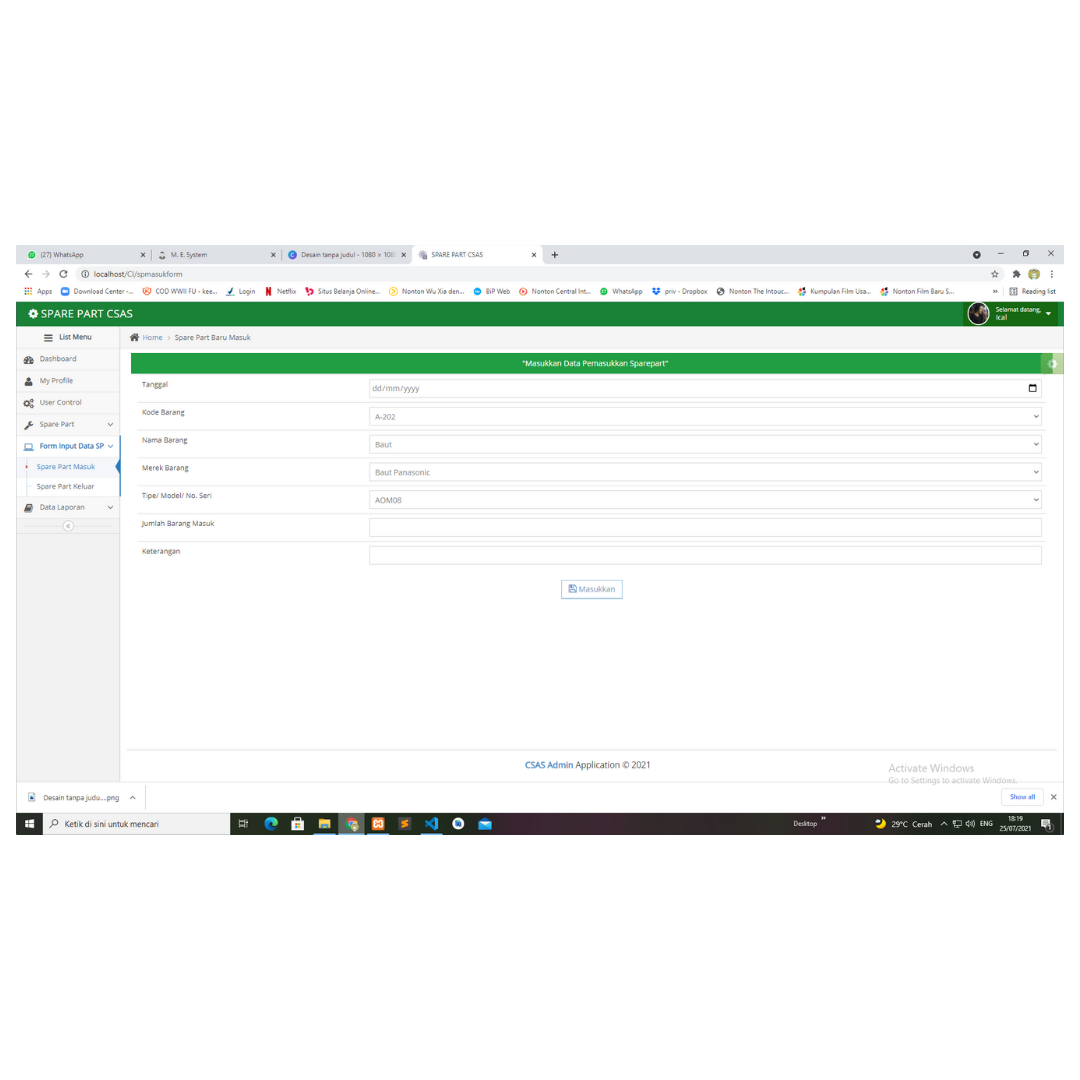 (27) WhatsApp
M. E. System
Desain tanpa judul - 1080 × 108
SPARE PART CSAS
localhost/CI/spmasukform
Apps Download Center -... COD WWII FU - kee... Login Netflix Situs Belanja Online... Nonton Wu Xia den... BiP Web Nonton Central Int... WhatsApp priv - Dropbox Nonton The Intouc... Kumpulan Film Usa... Nonton Film Baru S... » Reading list
SPARE PART CSAS
Selamat datang,
Ical
List Menu
Home > Spare Part Baru Masuk
Dashboard
My Profile
User Control
Spare Part
Form Input Data SP
Spare Part Masuk
Spare Part Keluar
Data Laporan
"Masukkan Data Pemasukkan Sparepart"
Tanggal
dd/mm/yyyy
Kode Barang
A-202
Nama Barang
Baut
Merek Barang
Baut Panasonic
Tipe/ Model/ No. Seri
AOM08
Jumlah Barang Masuk
Keterangan
Masukkan
CSAS Admin Application © 2021
Activate Windows
Go to Settings to activate Windows.
Desain tanpa judu....png
Show all
Ketik di sini untuk mencari
Desktop »
29°C Cerah
ENG
18:19
25/07/2021
1